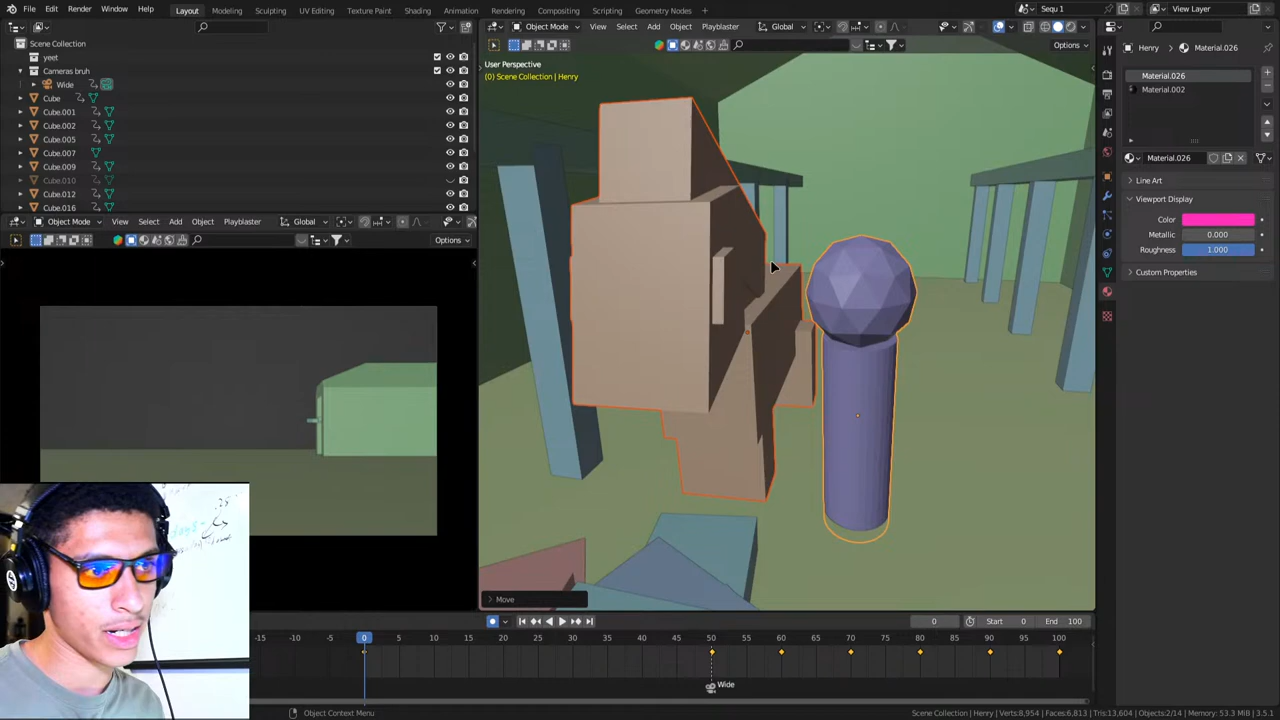 File Edit Render Window Help
Layout Modeling Sculpting UV Editing Texture Paint Shading Animation Rendering Compositing Scripting Geometry Nodes
Sequ 1
View Layer
Scene Collection
yeet
Cameras bruh
Wide
Cube
Cube.001
Cube.002
Cube.005
Cube.007
Cube.009
Cube.010
Cube.012
Cube.016
Object Mode View Select Add Object Playblaster Global
Options
Object Mode View Select Add Object Playblaster Global
Options
User Perspective
(0) Scene Collection | Henry
Move
Henry
Material.026
Material.026
Material.002
Material.026
Line Art
Viewport Display
Color
Metallic 0.000
Roughness 1.000
Custom Properties
0 Start 0 End 100
-15 -10 -5 0 5 10 15 20 25 30 35 40 45 50 55 60 65 70 75 80 85 90 95 100
Wide
Object Context Menu
Scene Collection | Henry | Verts:8,954 | Faces:6,813 | Tris:13,604 | Objects:2/14 | Memory: 53.3 MiB | 3.5.1